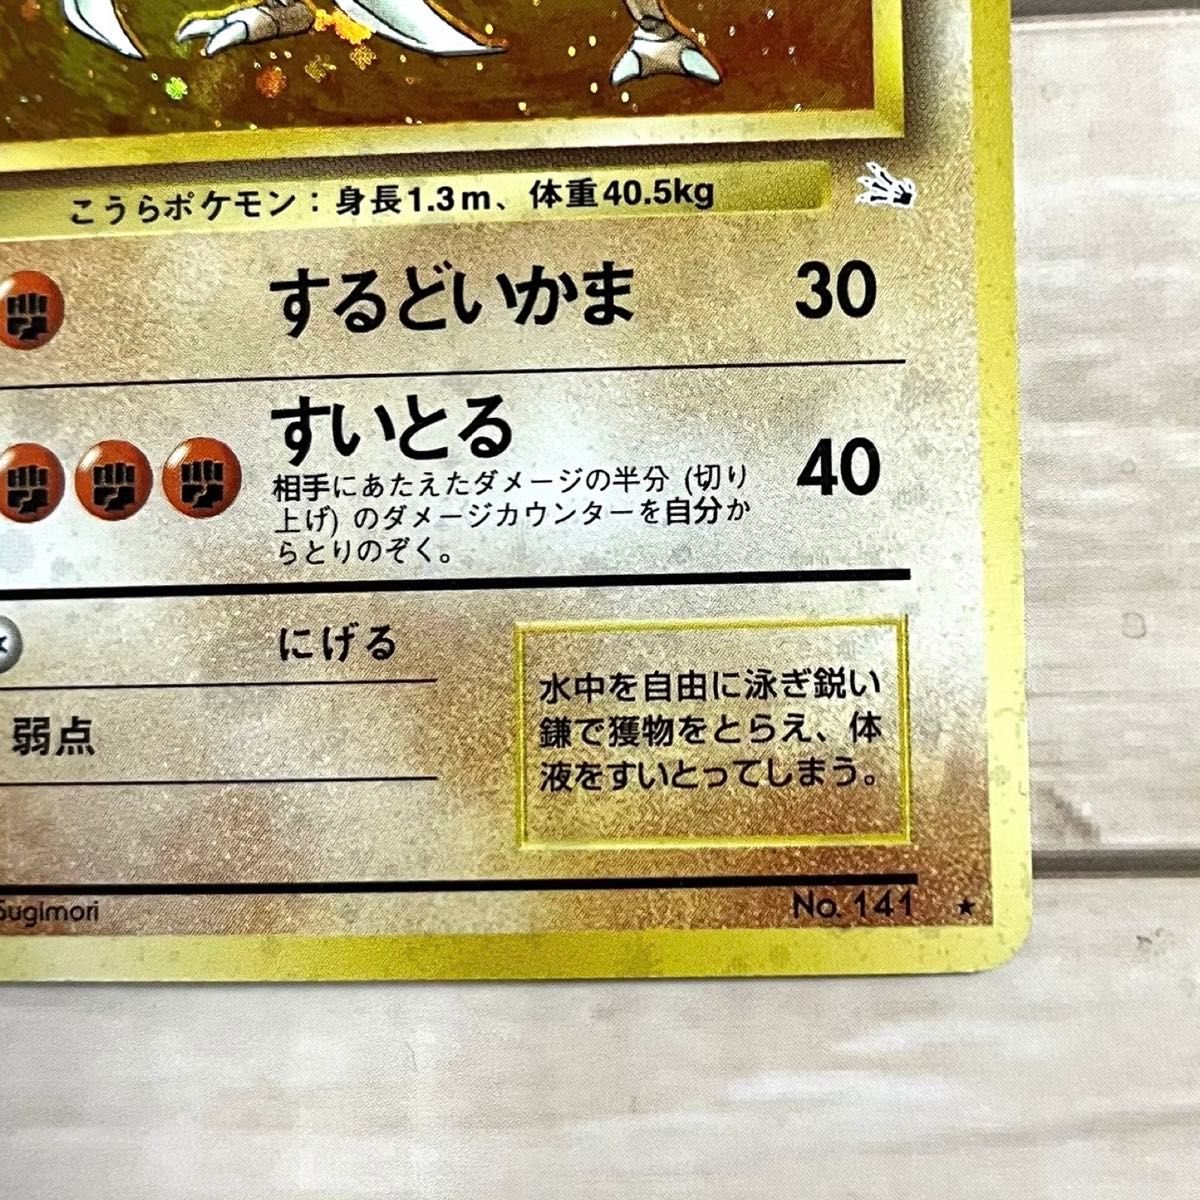 こうらポケモン：身長1.3m、体重40.5kg
するどいかま 30
すいとる 40
相手にあたえたダメージの半分 (切り
上げ) のダメージカウンターを自分か
らとりのぞく。
にげる
弱点
水中を自由に泳ぎ鋭い
鎌で獲物をとらえ、体
液をすいとってしまう。
Sugimori
No. 141 ★